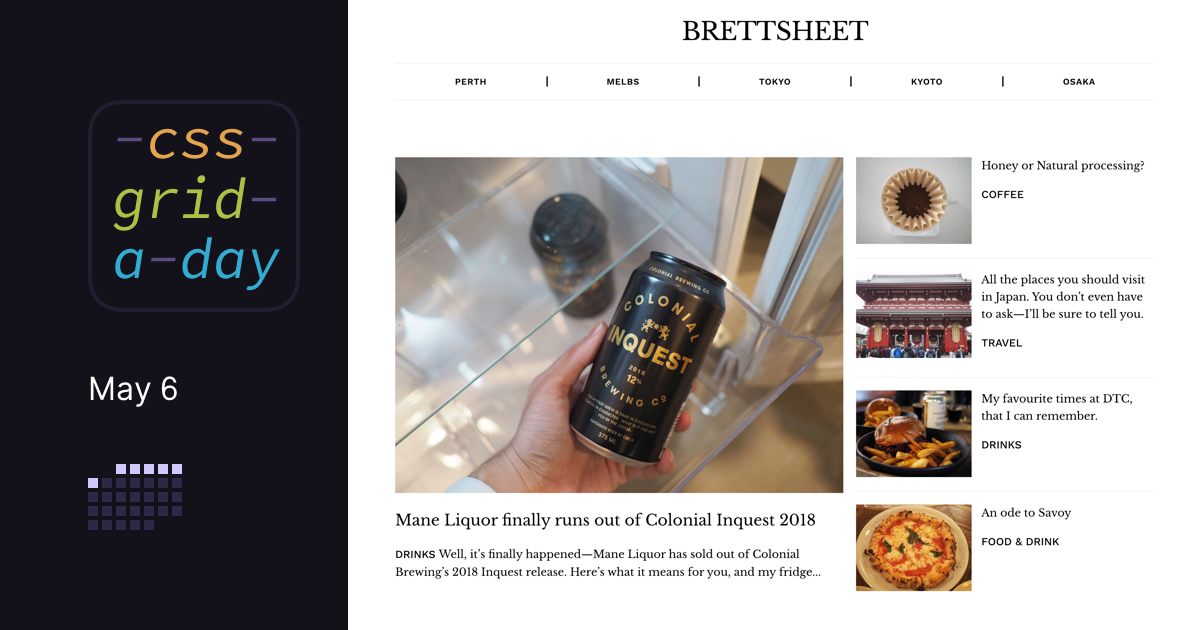 -css-
grid-
a-day
May 6
BRETTSHEET
PERTH | MELBS | TOKYO | KYOTO | OSAKA
COLONIAL BREWING CO
COLONIAL
INQUEST
2018
12%
BREWING CO.
375 ML
Mane Liquor finally runs out of Colonial Inquest 2018
DRINKS Well, it’s finally happened—Mane Liquor has sold out of Colonial
Brewing’s 2018 Inquest release. Here’s what it means for you, and my fridge...
Honey or Natural processing?
COFFEE
All the places you should visit
in Japan. You don’t even have
to ask—I’ll be sure to tell you.
TRAVEL
My favourite times at DTC,
that I can remember.
DRINKS
An ode to Savoy
FOOD & DRINK